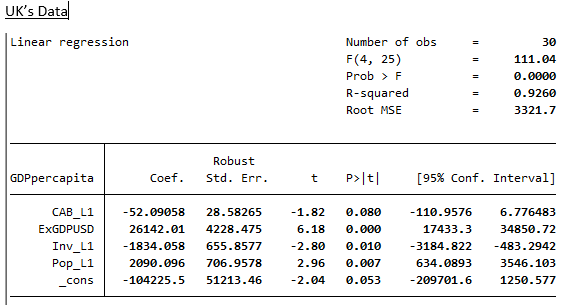 UK's Data
Linear regression Number of obs = 30
F(4, 25) = 111.04
Prob > F = 0.0000
R-squared = 0.9260
Root MSE = 3321.7
Robust
GDPpercapita Coef. Std. Err. t P>|t| [95% Conf. Interval]
CAB_L1 -52.09058 28.58265 -1.82 0.080 -110.9576 6.776483
ExGDPUSD 26142.01 4228.475 6.18 0.000 17433.3 34850.72
Inv_L1 -1834.058 655.8577 -2.80 0.010 -3184.822 -483.2942
Pop_L1 2090.096 706.9578 2.96 0.007 634.0893 3546.103
_cons -104225.5 51213.46 -2.04 0.053 -209701.6 1250.577